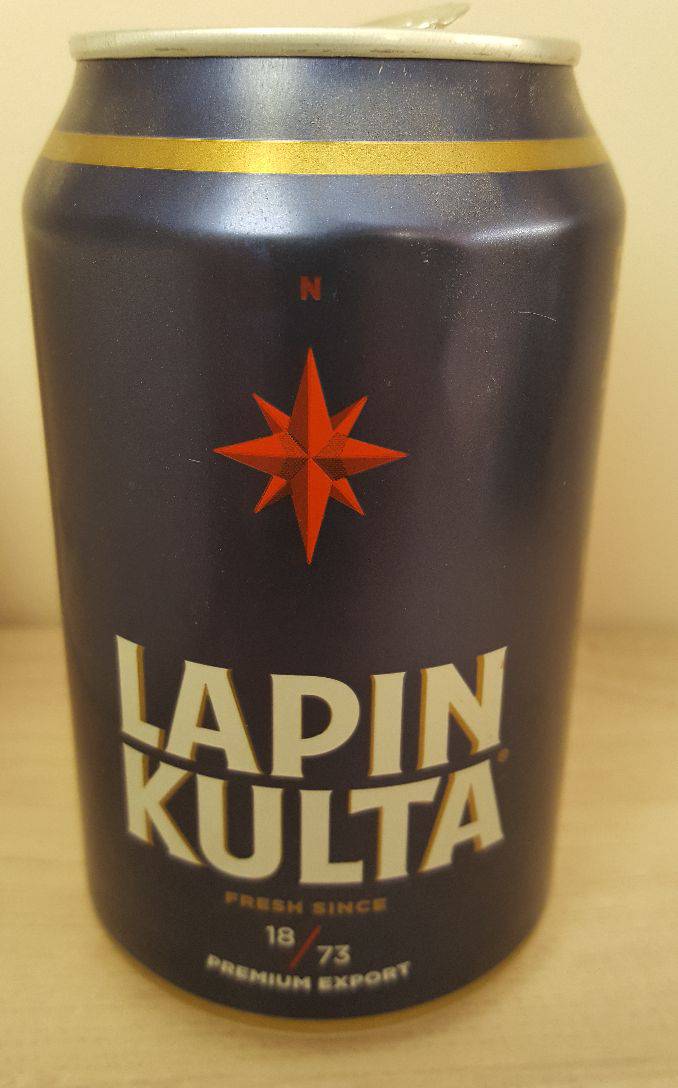 N
LAPIN
KULTA
FRESH SINCE
18/73
PREMIUM EXPORT